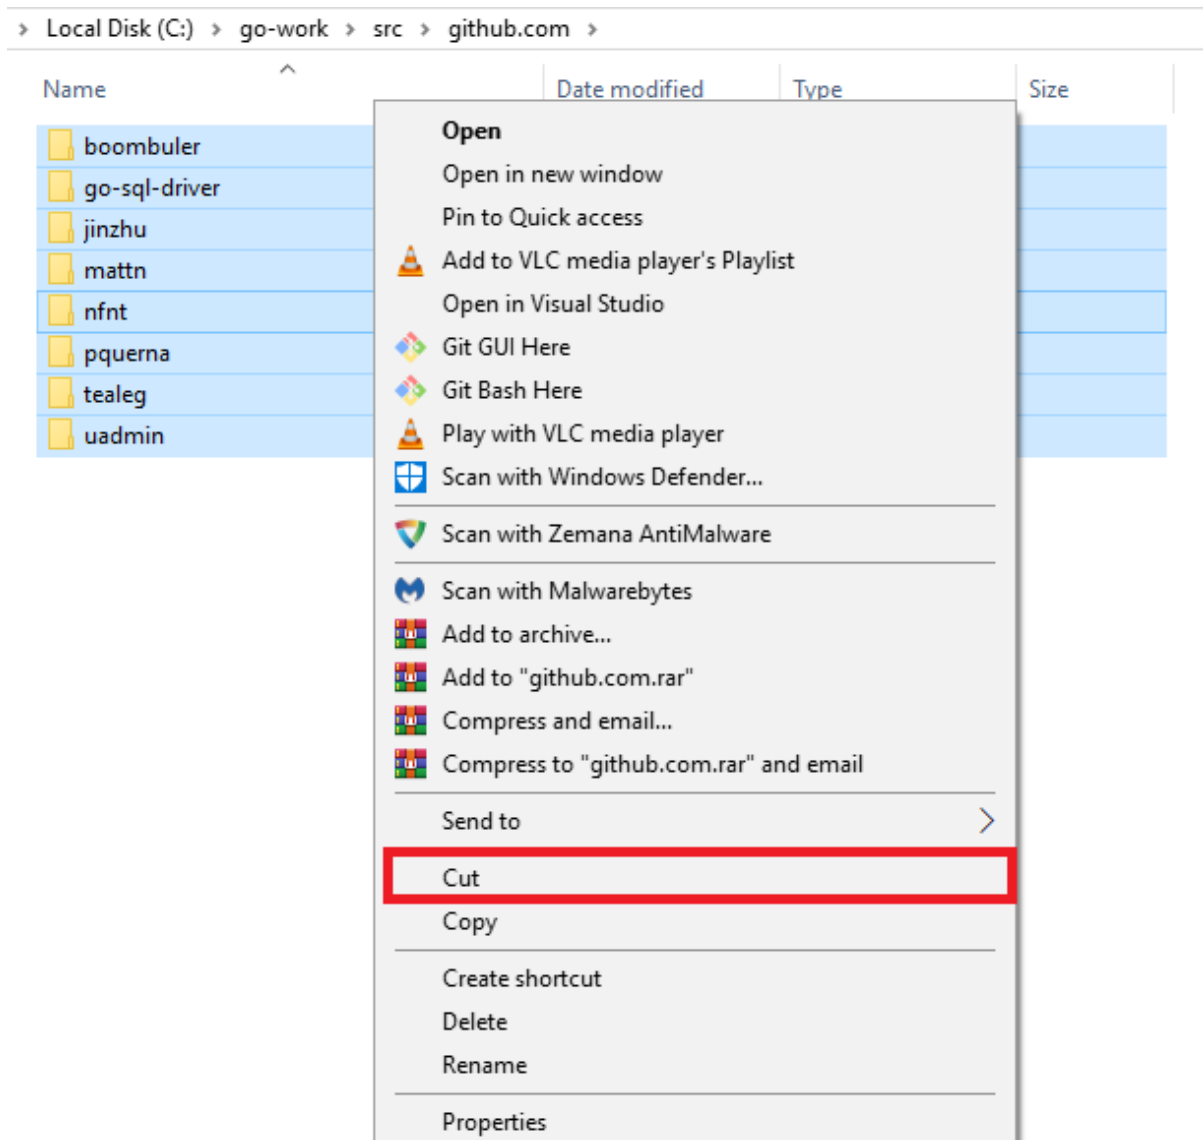 Local Disk (C:) > go-work > src > github.com >
Name Date modified Type Size
boombuler
go-sql-driver
jinzhu
mattn
nfnt
pquerna
tealeg
uadmin
Open
Open in new window
Pin to Quick access
Add to VLC media player's Playlist
Open in Visual Studio
Git GUI Here
Git Bash Here
Play with VLC media player
Scan with Windows Defender...
Scan with Zemana AntiMalware
Scan with Malwarebytes
Add to archive...
Add to "github.com.rar"
Compress and email...
Compress to "github.com.rar" and email
Send to
Cut
Copy
Create shortcut
Delete
Rename
Properties